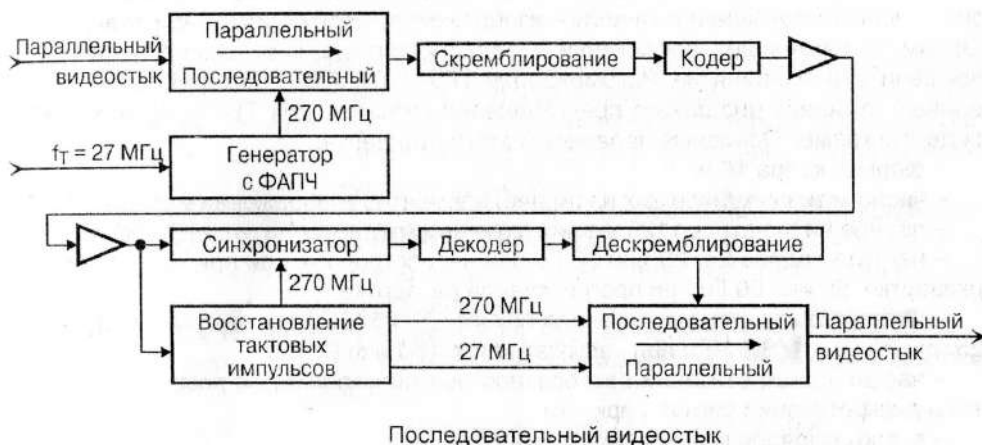 Параллельный
видеостык
Параллельный
Последовательный
Скремблирование
Кодер
270 МГц
fТ = 27 МГц
Генератор
с ФАПЧ
Синхронизатор
Декодер
Дескремблирование
270 МГц
Восстановление
тактовых
импульсов
270 МГц
27 МГц
Последовательный
Параллельный
Параллельный
видеостык
Последовательный видеостык